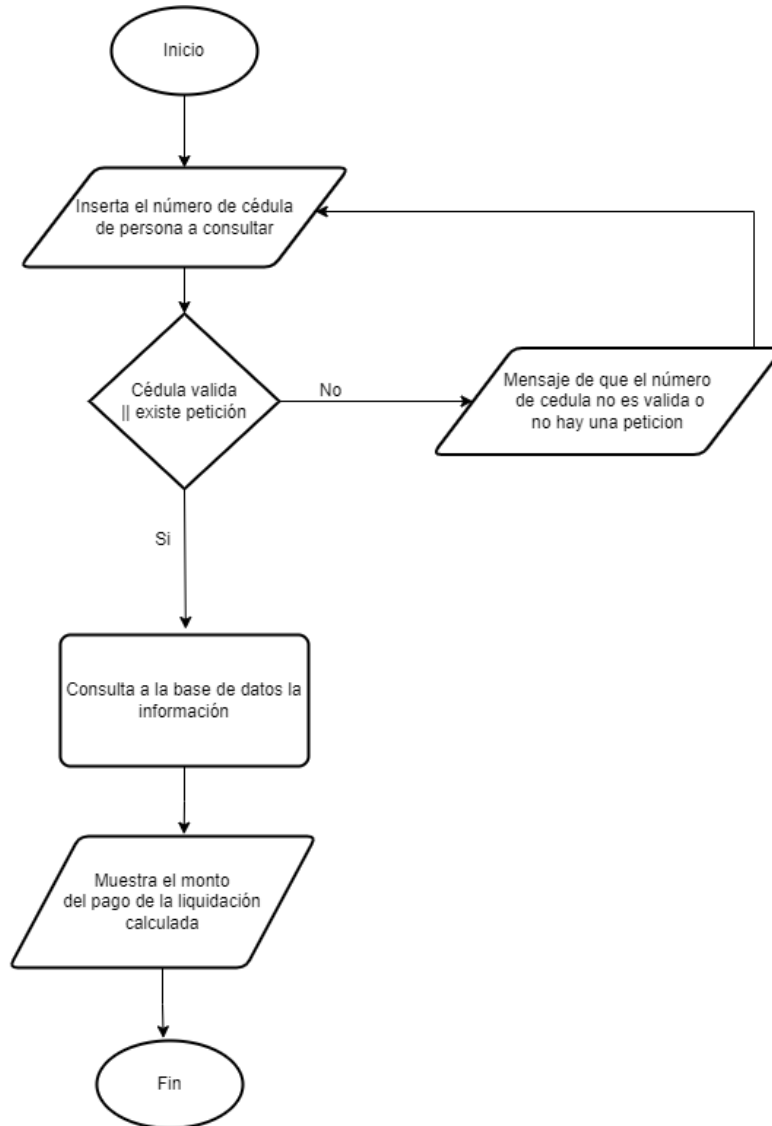 Inicio
Inserta el número de cédula
de persona a consultar
Cédula valida
|| existe petición
No
Mensaje de que el número
de cedula no es valida o
no hay una peticion
Si
Consulta a la base de datos la
información
Muestra el monto
del pago de la liquidación
calculada
Fin